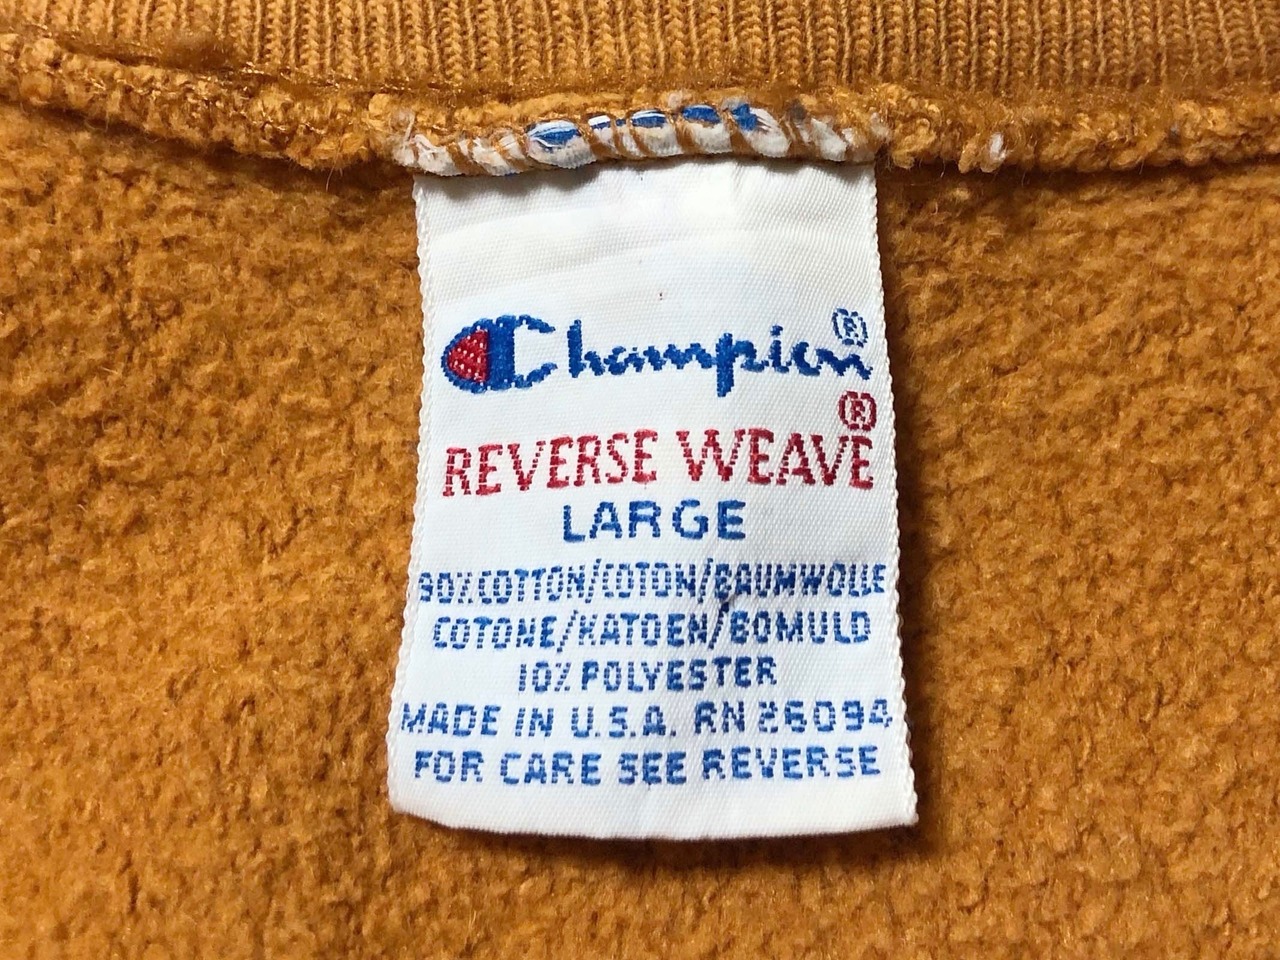 Champion®
REVERSE WEAVE®
LARGE
90% COTTON/COTON/BAUMWOLLE
COTONE/KATOEN/BOMULD
10% POLYESTER
MADE IN U.S.A. RN 26094
FOR CARE SEE REVERSE